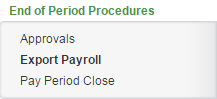 End of Period Procedures
Approvals
Export Payroll
Pay Period Close